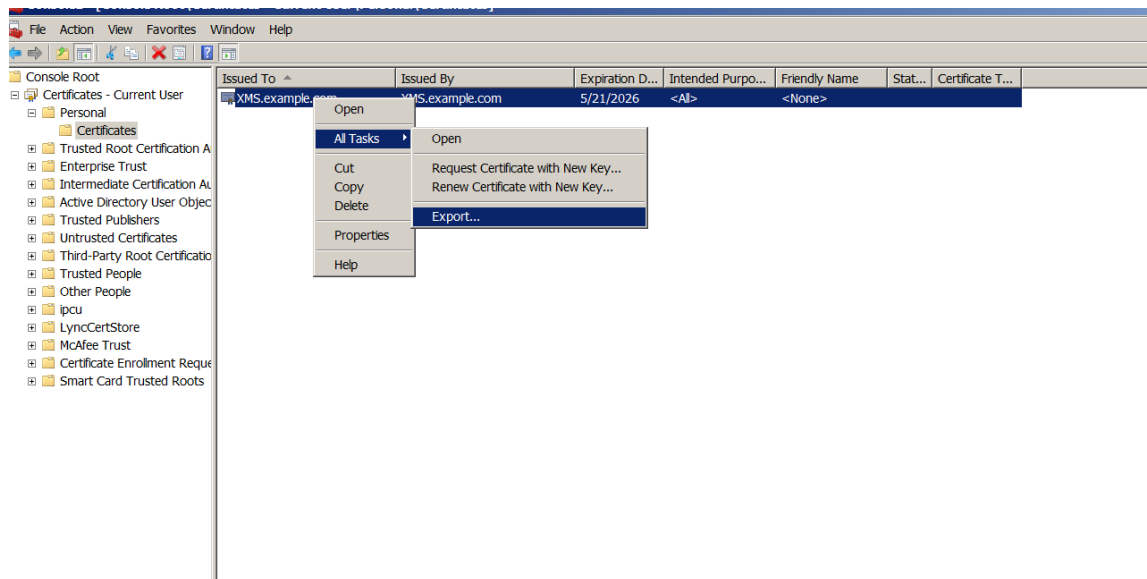 File Action View Favorites Window Help
Console Root
Certificates - Current User
Personal
Certificates
Trusted Root Certification A
Enterprise Trust
Intermediate Certification Au
Active Directory User Objec
Trusted Publishers
Untrusted Certificates
Third-Party Root Certificatio
Trusted People
Other People
ipcu
LyncCertStore
McAfee Trust
Certificate Enrollment Reque
Smart Card Trusted Roots
Issued To Issued By Expiration D... Intended Purpo... Friendly Name Stat... Certificate T...
XMS.example.com XMS.example.com 5/21/2026 <All> <None>
Open
All Tasks
Cut
Copy
Delete
Properties
Help
Open
Request Certificate with New Key...
Renew Certificate with New Key...
Export...